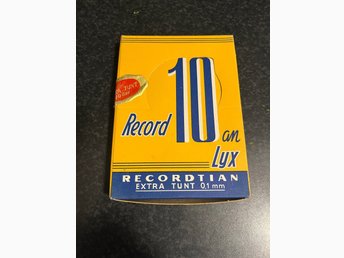 Record 10 an
Lyx
RECORDTIAN
EXTRA TUNT 0,1 mm